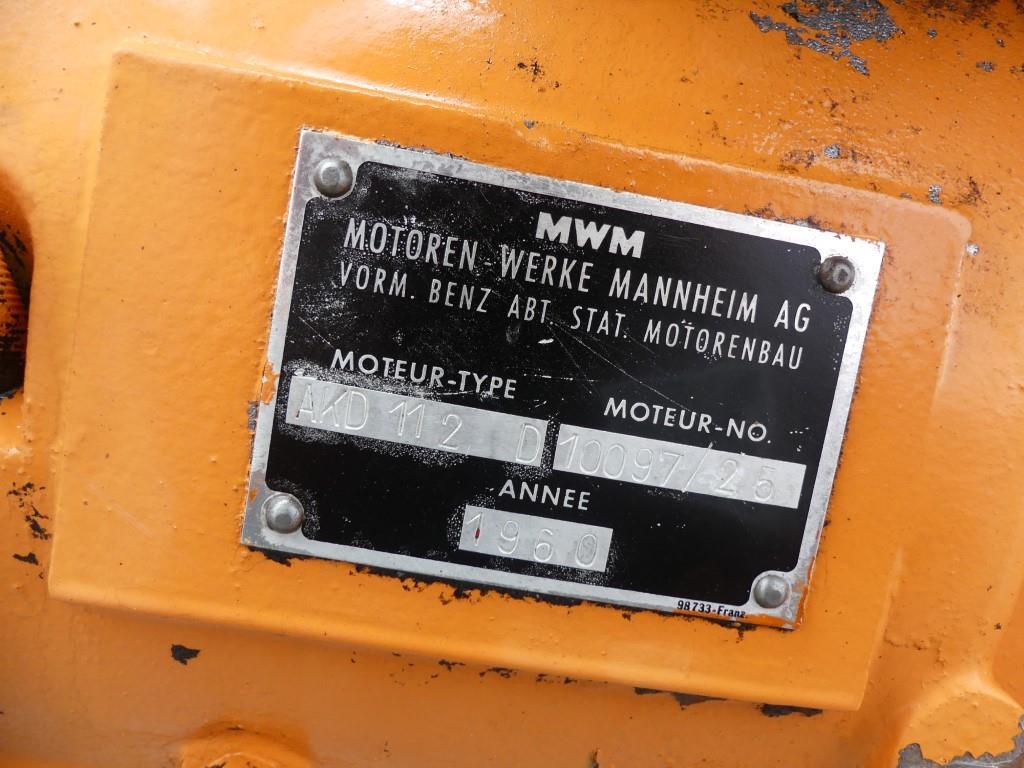 MWM
MOTOREN-WERKE MANNHEIM AG
VORM. BENZ ABT. STAT. MOTORENBAU
MOTEUR-TYPE
MOTEUR-NO.
AKD 112 D
10097/25
ANNEE
1960
98733-Franz.